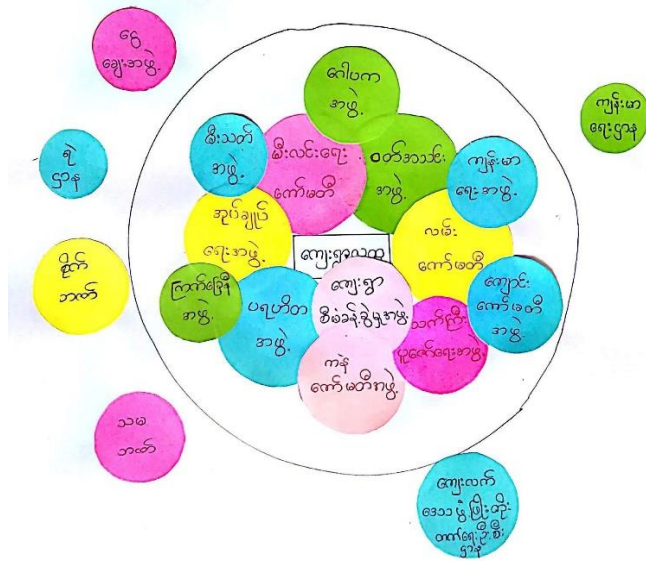 ငွေ
ချေးအဖွဲ့
ဂေါပက
အဖွဲ့
ကျန်းမာ
ရေးဌာန
မီးသတ်
အဖွဲ့
မီးလင်းရေး
ကော်မတီ
ဝတ်အသင်း
အဖွဲ့
ကျန်းမာ
ရေးအဖွဲ့
ရဲ
ဌာန
အုပ်ချုပ်
ရေးအဖွဲ့
ကျေးရွာလူထု
လမ်း
ကော်မတီ
စိုက်
ဘဏ်
ကြက်ခြေနီ
အဖွဲ့
ပရဟိတ
အဖွဲ့
ကျေးရွာ
စီမံခန့်ခွဲမှုအဖွဲ့
ကျောင်း
ကော်မတီ
အဖွဲ့
သက်ကြီး
ပူဇော်ရေးအဖွဲ့
ကနဲ
ကော်မတီအဖွဲ့
သမ
ဘဏ်
ကျေးလက်
ဒေသဖွံ့ဖြိုးတိုး
တက်ရေးဦးစီး
ဌာန